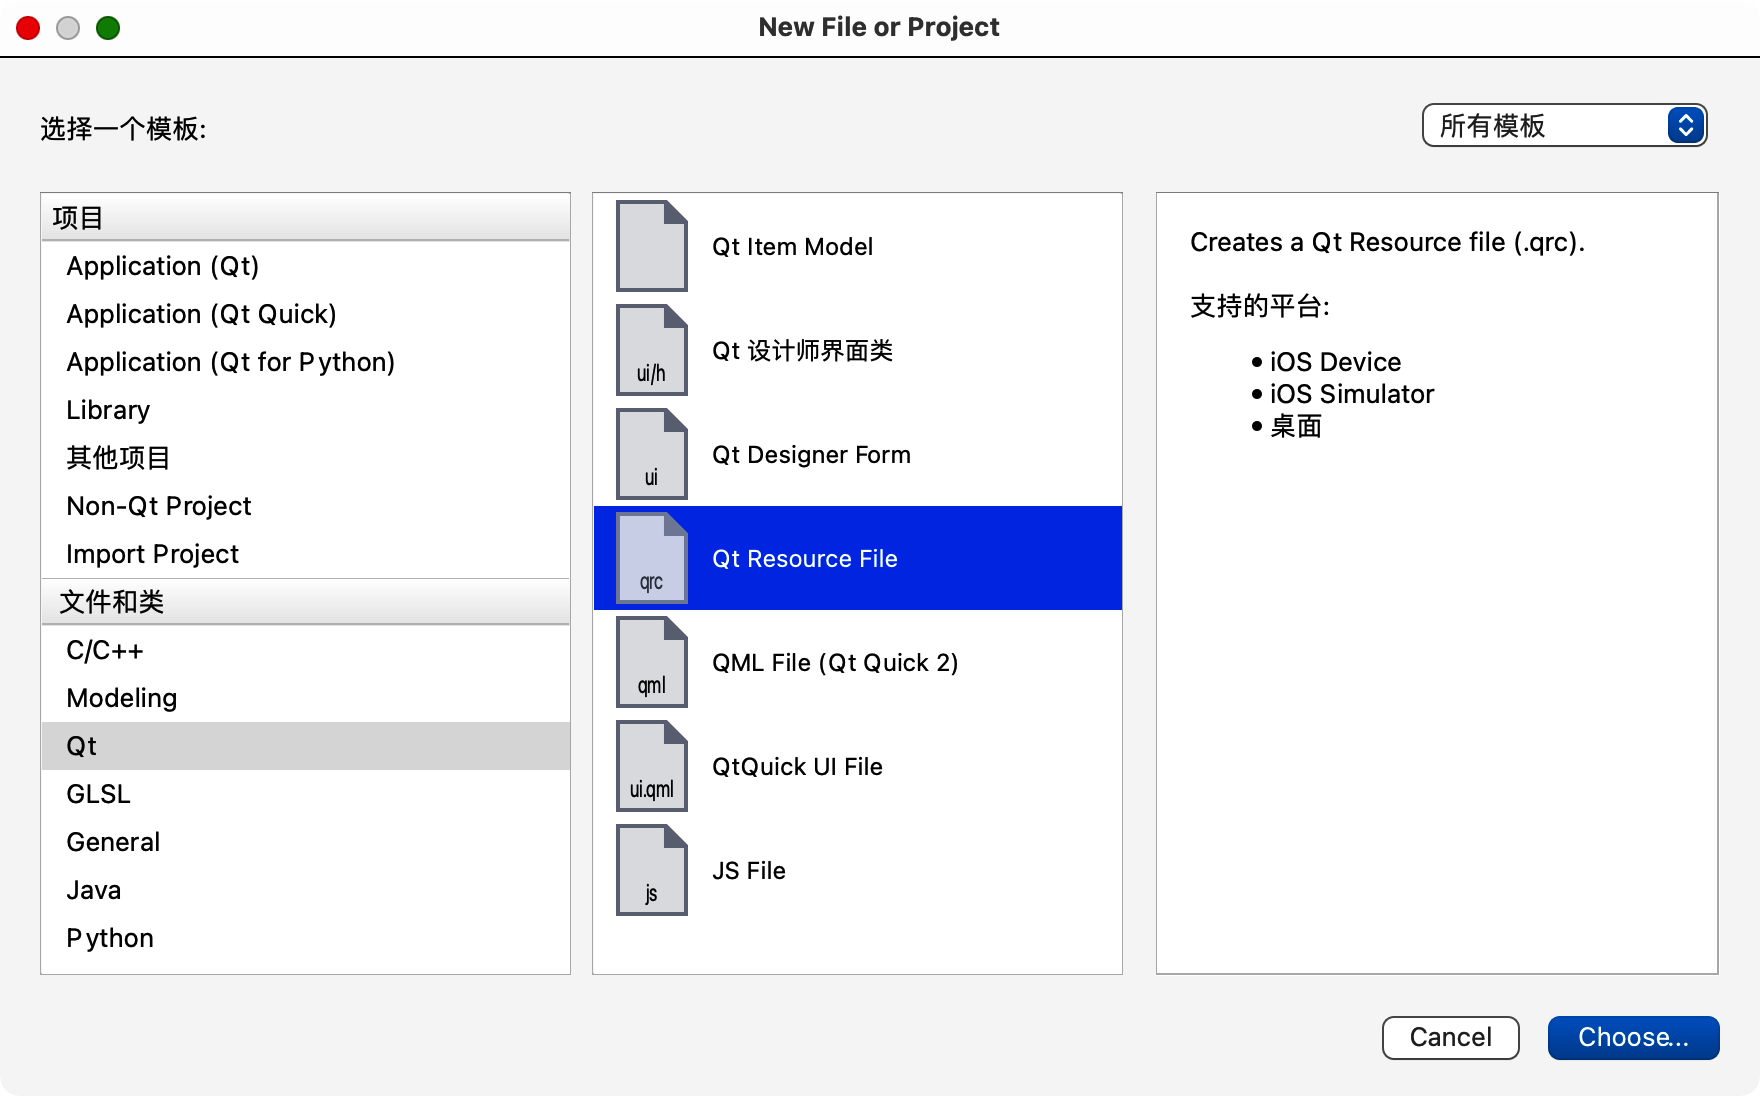 New File or Project
选择一个模板:
所有模板
项目
Application (Qt)
Application (Qt Quick)
Application (Qt for Python)
Library
其他项目
Non-Qt Project
Import Project
文件和类
C/C++
Modeling
Qt
GLSL
General
Java
Python
Qt Item Model
ui/h
Qt 设计师界面类
ui
Qt Designer Form
qrc
Qt Resource File
qml
QML File (Qt Quick 2)
ui.qml
QtQuick UI File
js
JS File
Creates a Qt Resource file (.qrc).
支持的平台:
• iOS Device
• iOS Simulator
• 桌面
Cancel
Choose...